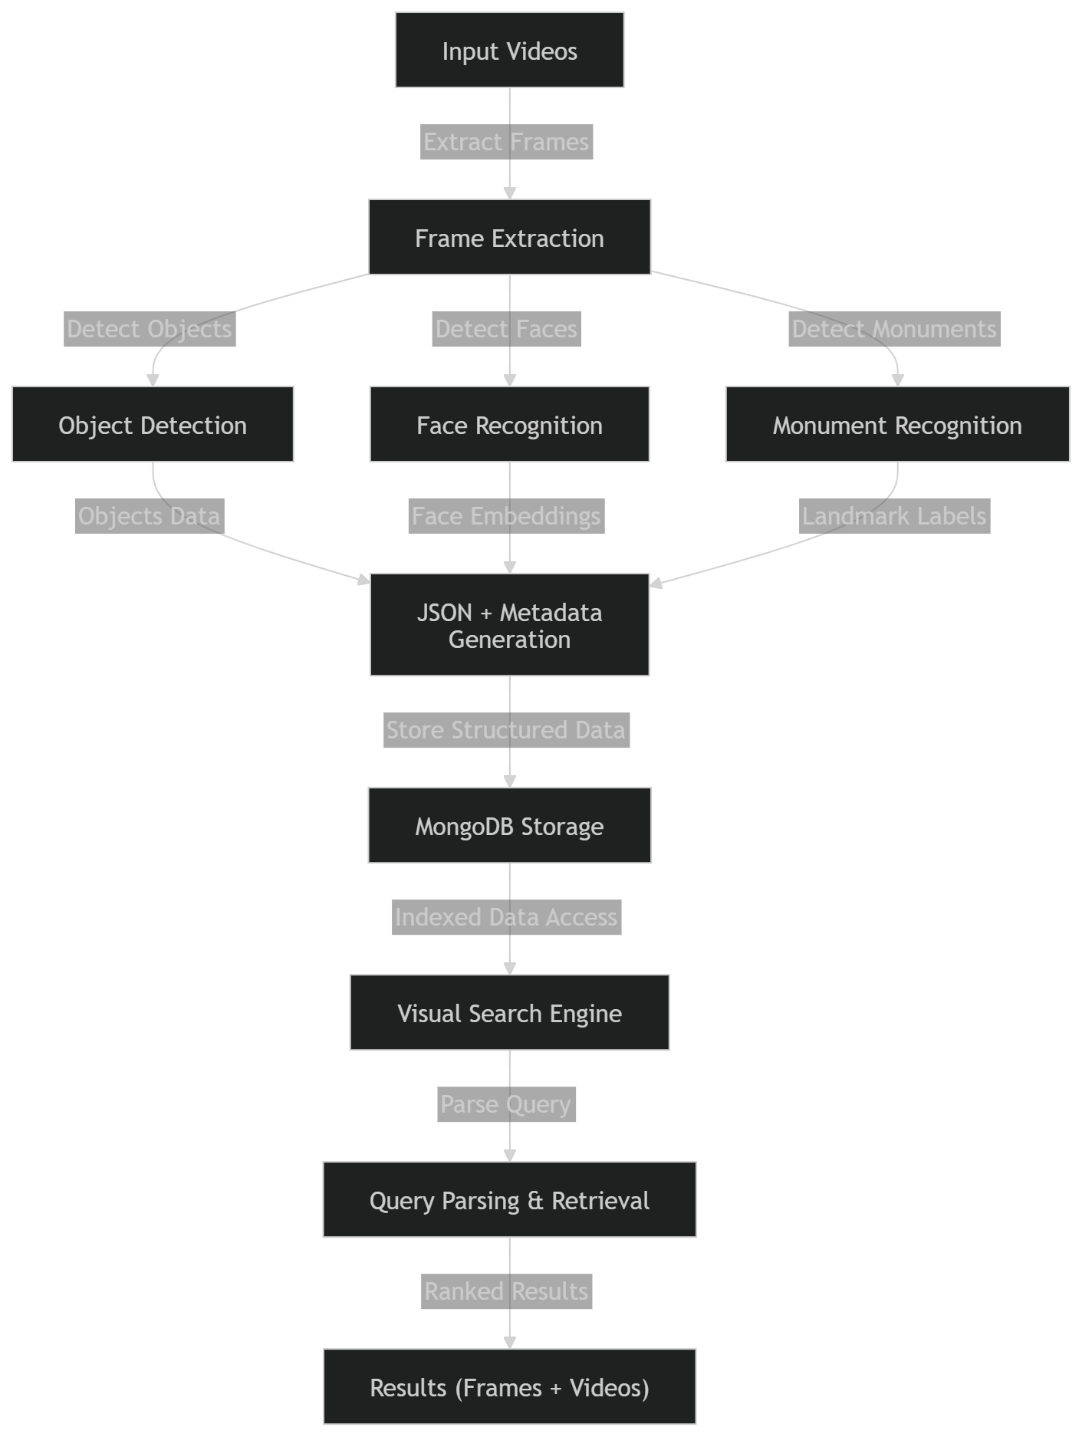 Input Videos
Extract Frames
Frame Extraction
Detect Objects
Detect Faces
Detect Monuments
Object Detection
Face Recognition
Monument Recognition
Objects Data
Face Embeddings
Landmark Labels
JSON + Metadata
Generation
Store Structured Data
MongoDB Storage
Indexed Data Access
Visual Search Engine
Parse Query
Query Parsing & Retrieval
Ranked Results
Results (Frames + Videos)